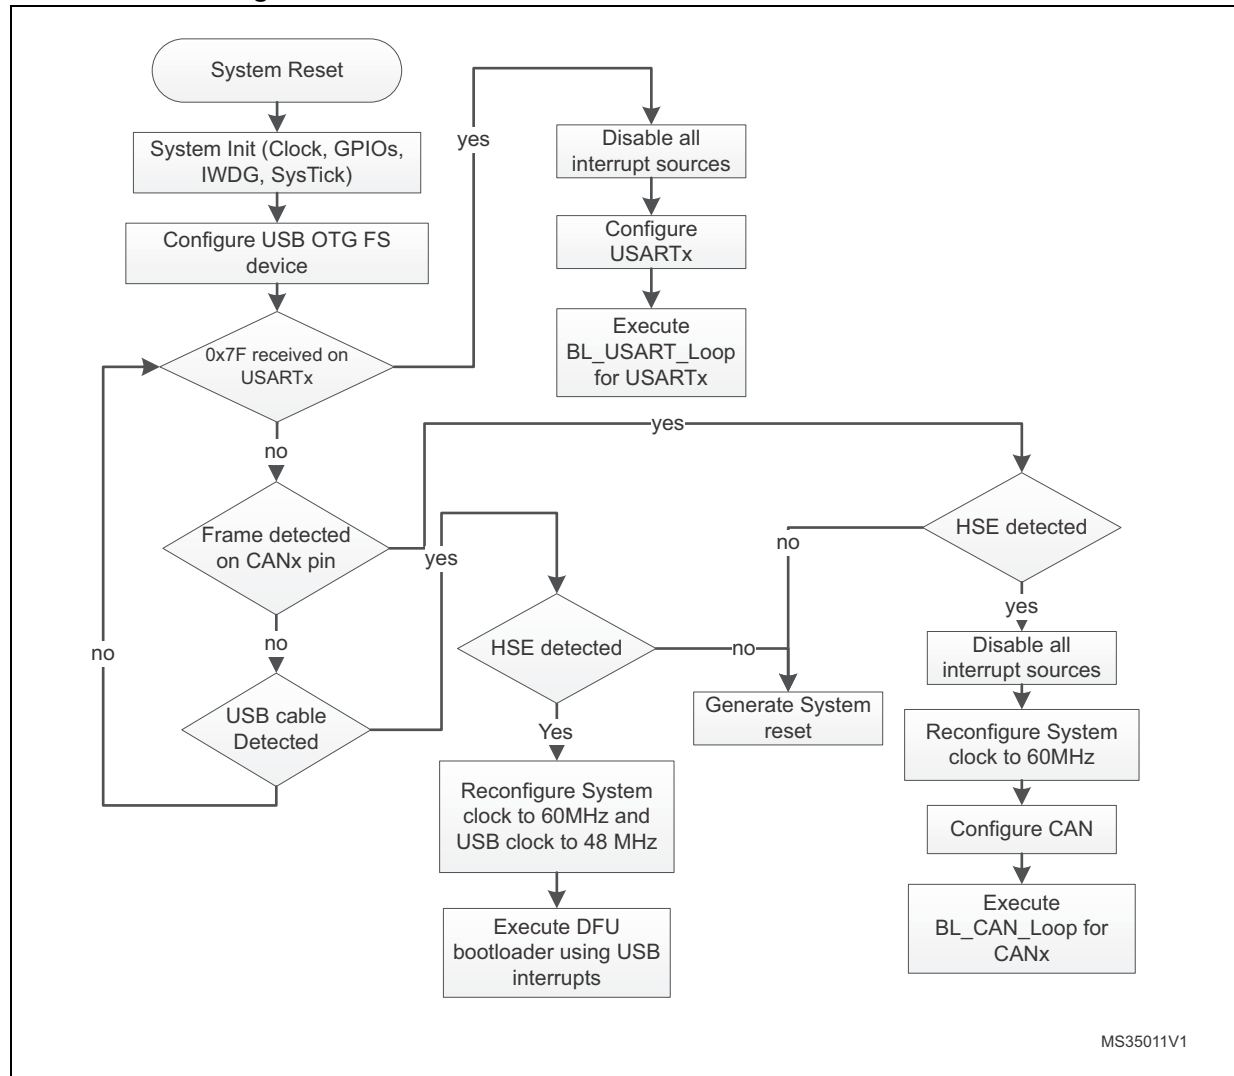 System Reset
System Init (Clock, GPIOs,
IWDG, SysTick)
Configure USB OTG FS
device
0x7F received on
USARTx
yes
Disable all
interrupt sources
Configure
USARTx
Execute
BL_USART_Loop
for USARTx
no
Frame detected
on CANx pin
yes
HSE detected
no
yes
Disable all
interrupt sources
Reconfigure System
clock to 60MHz
Configure CAN
Execute
BL_CAN_Loop for
CANx
no
USB cable
Detected
no
yes
HSE detected
no
Generate System
reset
Yes
Reconfigure System
clock to 60MHz and
USB clock to 48 MHz
Execute DFU
bootloader using USB
interrupts
MS35011V1